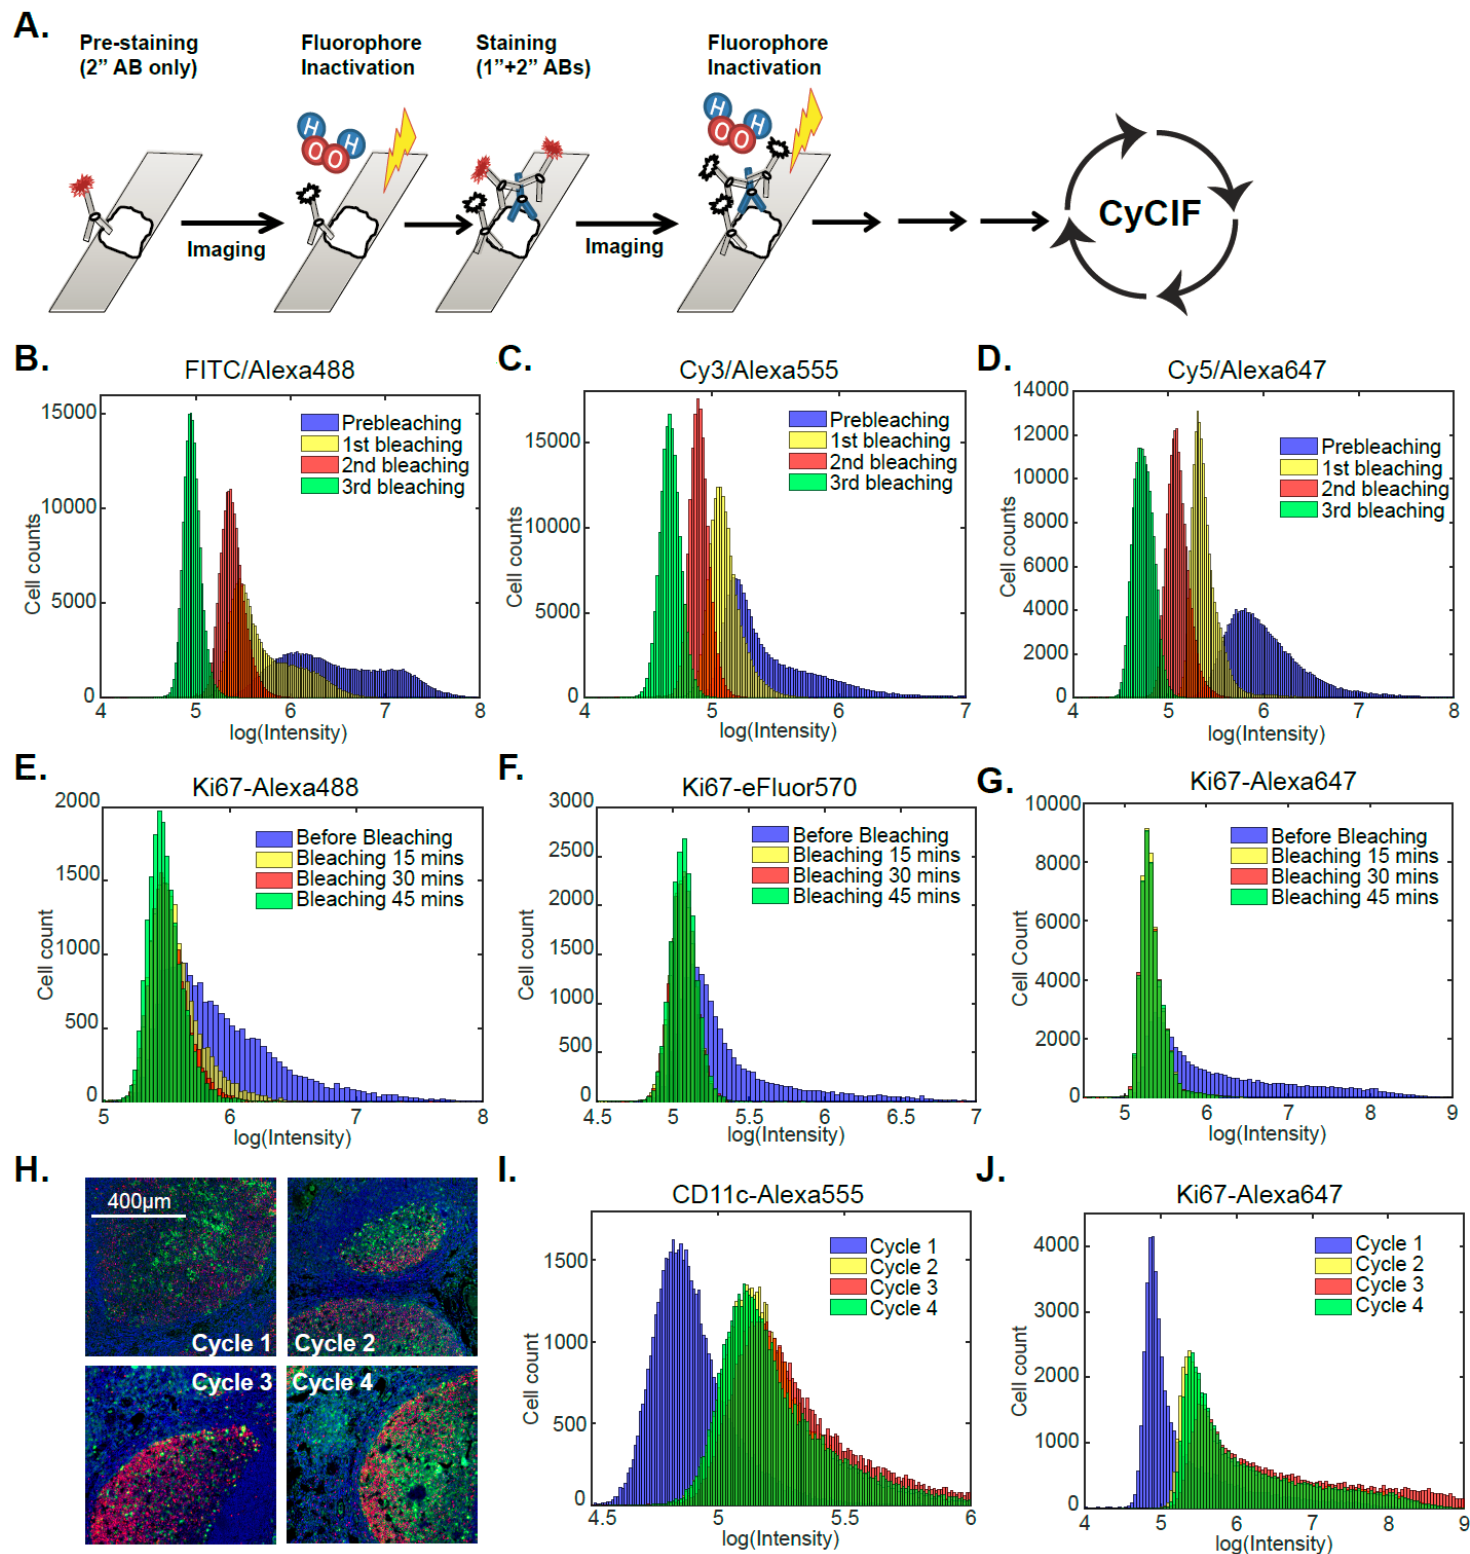 A.
Pre-staining
(2” AB only)
Fluorophore
Inactivation
Staining
(1”+2” ABs)
Fluorophore
Inactivation
H
O
O
H
H
O
O
H
Imaging
Imaging
CyCIF
B.
FITC/Alexa488
15000
10000
5000
0
Cell counts
Prebleaching
1st bleaching
2nd bleaching
3rd bleaching
4 5 6 7 8
log(Intensity)
C.
Cy3/Alexa555
15000
10000
5000
0
Cell counts
Prebleaching
1st bleaching
2nd bleaching
3rd bleaching
5 6 7
log(Intensity)
D.
Cy5/Alexa647
14000
12000
10000
8000
6000
4000
2000
0
Cell counts
Prebleaching
1st bleaching
2nd bleaching
3rd bleaching
4 5 6 7 8
log(Intensity)
E.
Ki67-Alexa488
2000
1500
1000
500
0
Cell count
Before Bleaching
Bleaching 15 mins
Bleaching 30 mins
Bleaching 45 mins
5 6 7 8
log(Intensity)
F.
Ki67-eFluor570
3000
2500
2000
1500
1000
500
0
Cell count
Before Bleaching
Bleaching 15 mins
Bleaching 30 mins
Bleaching 45 mins
4.5 5 5.5 6 6.5 7
log(Intensity)
G.
Ki67-Alexa647
10000
8000
6000
4000
2000
0
Cell Count
Before Bleaching
Bleaching 15 mins
Bleaching 30 mins
Bleaching 45 mins
5 6 7 8 9
log(Intensity)
H.
400µm
Cycle 1
Cycle 2
Cycle 3
Cycle 4
I.
CD11c-Alexa555
1500
1000
500
0
Cell count
Cycle 1
Cycle 2
Cycle 3
Cycle 4
4.5 5 5.5 6
log(Intensity)
J.
Ki67-Alexa647
4000
3000
2000
1000
0
Cell count
Cycle 1
Cycle 2
Cycle 3
Cycle 4
4 5 6 7 8 9
log(Intensity)